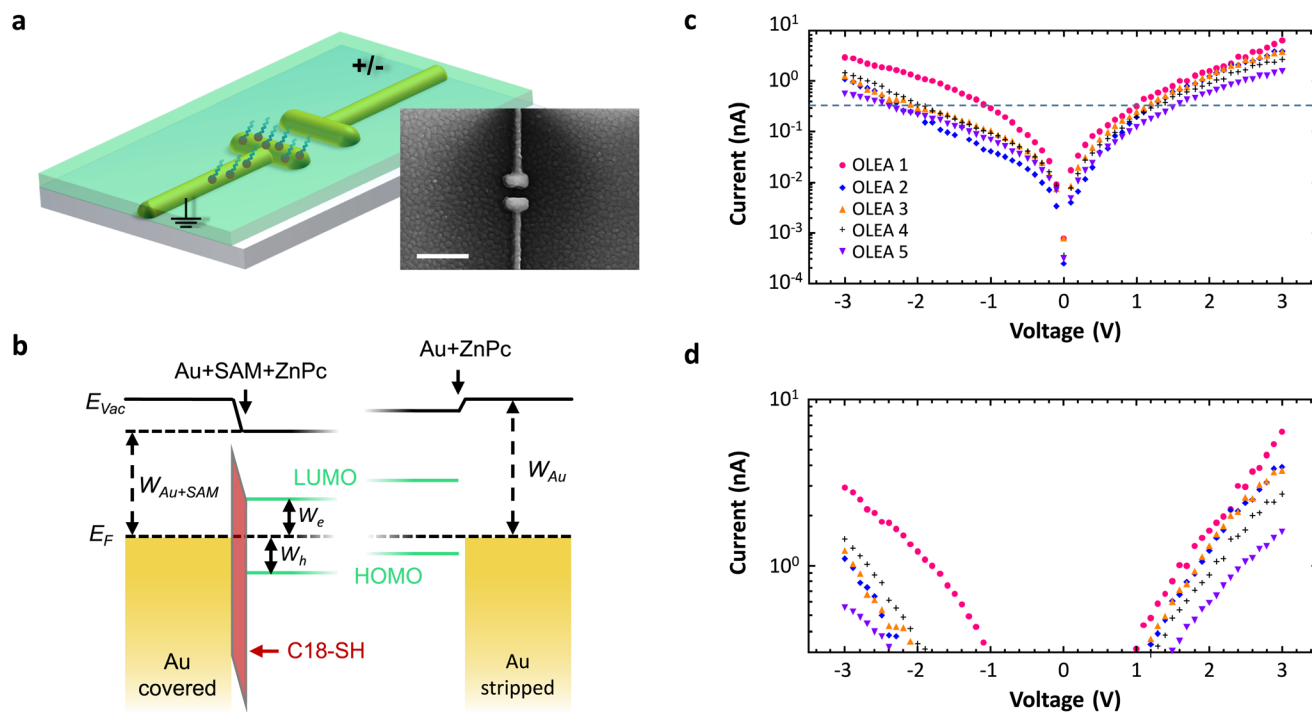 a
+/-
b
Au+SAM+ZnPc
Au+ZnPc
E_Vac
W_Au+SAM
W_Au
LUMO
W_e
E_F
W_h
HOMO
C18-SH
Au
covered
Au
stripped
c
10^1
10^0
10^-1
10^-2
10^-3
10^-4
Current (nA)
OLEA 1
OLEA 2
OLEA 3
OLEA 4
OLEA 5
-3 -2 -1 0 1 2 3
Voltage (V)
d
10^1
10^0
Current (nA)
-3 -2 -1 0 1 2 3
Voltage (V)